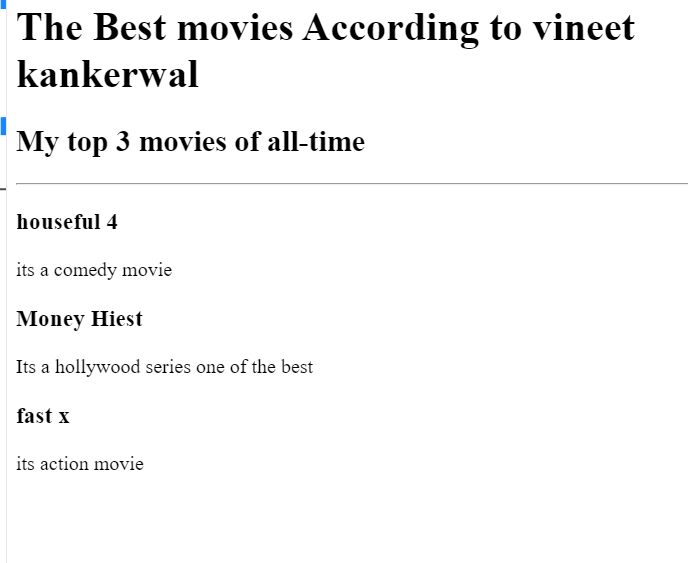 The Best movies According to vineet
kankerwal
My top 3 movies of all-time
houseful 4
its a comedy movie
Money Hiest
Its a hollywood series one of the best
fast x
its action movie